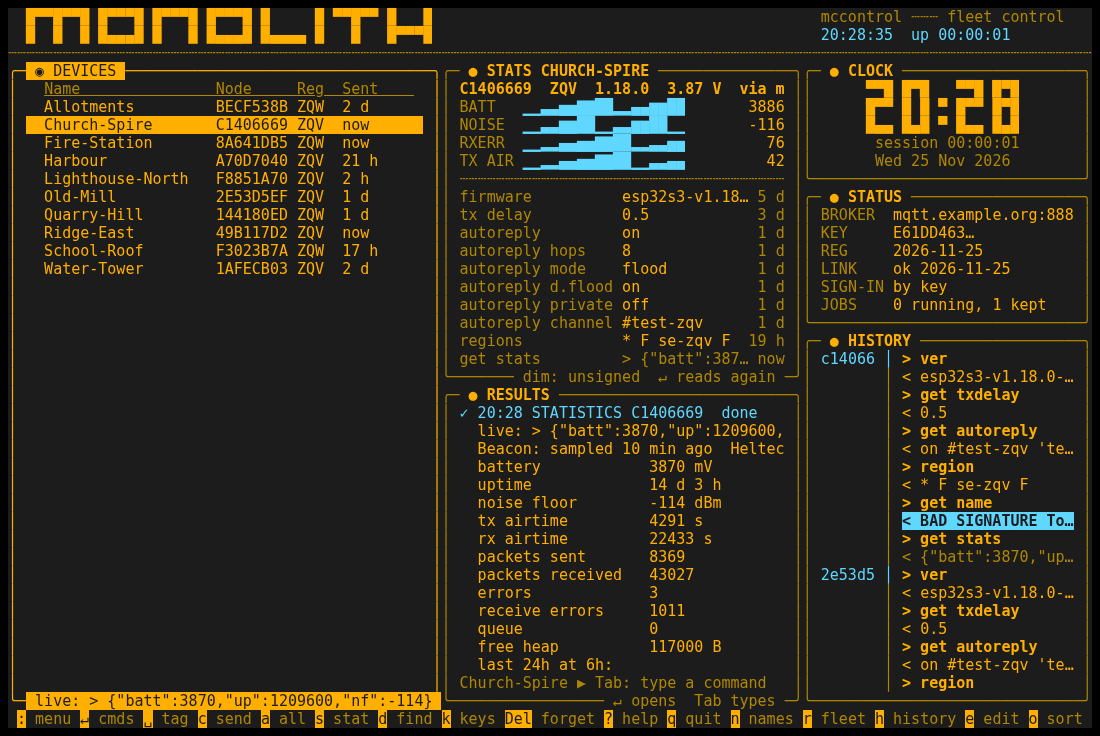 MQTTLITY
mccontrol ┄┄┄ fleet control
20:28:35  up 00:00:01
◉ DEVICES
Name Node Reg Sent
Allotments BECF538B ZQW 2 d
Church-Spire C1406669 ZQV now
Fire-Station 8A641DB5 ZQW now
Harbour A70D7040 ZQV 21 h
Lighthouse-North F8851A70 ZQV 2 h
Old-Mill 2E53D5EF ZQV 1 d
Quarry-Hill 144180ED ZQW 1 d
Ridge-East 49B117D2 ZQV now
School-Roof F3023B7A ZQW 17 h
Water-Tower 1AFECB03 ZQV 2 d
live: > {"batt":3870,"up":1209600,"nf":-114}
● STATS CHURCH-SPIRE
C1406669  ZQV  1.18.0  3.87 V  via m
BATT 3886
NOISE -116
RXERR 76
TX AIR 42
firmware esp32s3-v1.18… 5 d
tx delay 0.5 3 d
autoreply on 1 d
autoreply hops 8 1 d
autoreply mode flood 1 d
autoreply d.flood on 1 d
autoreply private off 1 d
autoreply channel #test-zqv 1 d
regions * F se-zqv F 19 h
get stats > {"batt":387… now
dim: unsigned  ↵ reads again
● RESULTS
✓ 20:28 STATISTICS C1406669  done
live: > {"batt":3870,"up":1209600,
Beacon: sampled 10 min ago  Heltec
battery 3870 mV
uptime 14 d 3 h
noise floor -114 dBm
tx airtime 4291 s
rx airtime 22433 s
packets sent 8369
packets received 43027
errors 3
receive errors 1011
queue 0
free heap 117000 B
last 24h at 6h:
Church-Spire ▶ Tab: type a command
↵ opens  Tab types
● CLOCK
20:28
session 00:00:01
Wed 25 Nov 2026
● STATUS
BROKER mqtt.example.org:888
KEY E61DD463…
REG 2026-11-25
LINK ok 2026-11-25
SIGN-IN by key
JOBS 0 running, 1 kept
● HISTORY
c14066 │ > ver
< esp32s3-v1.18.0-…
> get txdelay
< 0.5
> get autoreply
< on #test-zqv 'te…
> region
< * F se-zqv F
> get name
< BAD SIGNATURE To…
> get stats
< {"batt":3870,"up…
2e53d5 │ > ver
< esp32s3-v1.18.0-…
> get txdelay
< 0.5
> get autoreply
< on #test-zqv 'te…
> region
: menu ↵ cmds ␣ tag c send a all s stat d find k keys Del forget ? help q quit n names r fleet h history e edit o sort